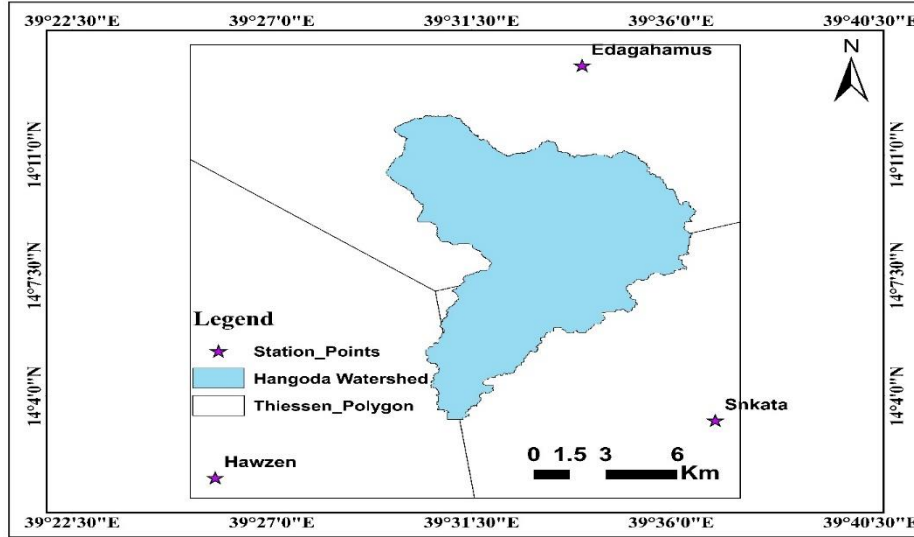 39°22'30"E 39°27'0"E 39°31'30"E 39°36'0"E 39°40'30"E
Edagahamus
N
14°11'0"N 14°11'0"N
14°7'30"N 14°7'30"N
Legend
Station_Points
Hangoda Watershed
Thiessen_Polygon
14°4'0"N 14°4'0"N
Snkata
Hawzen
0 1.5 3 6
Km
39°22'30"E 39°27'0"E 39°31'30"E 39°36'0"E 39°40'30"E